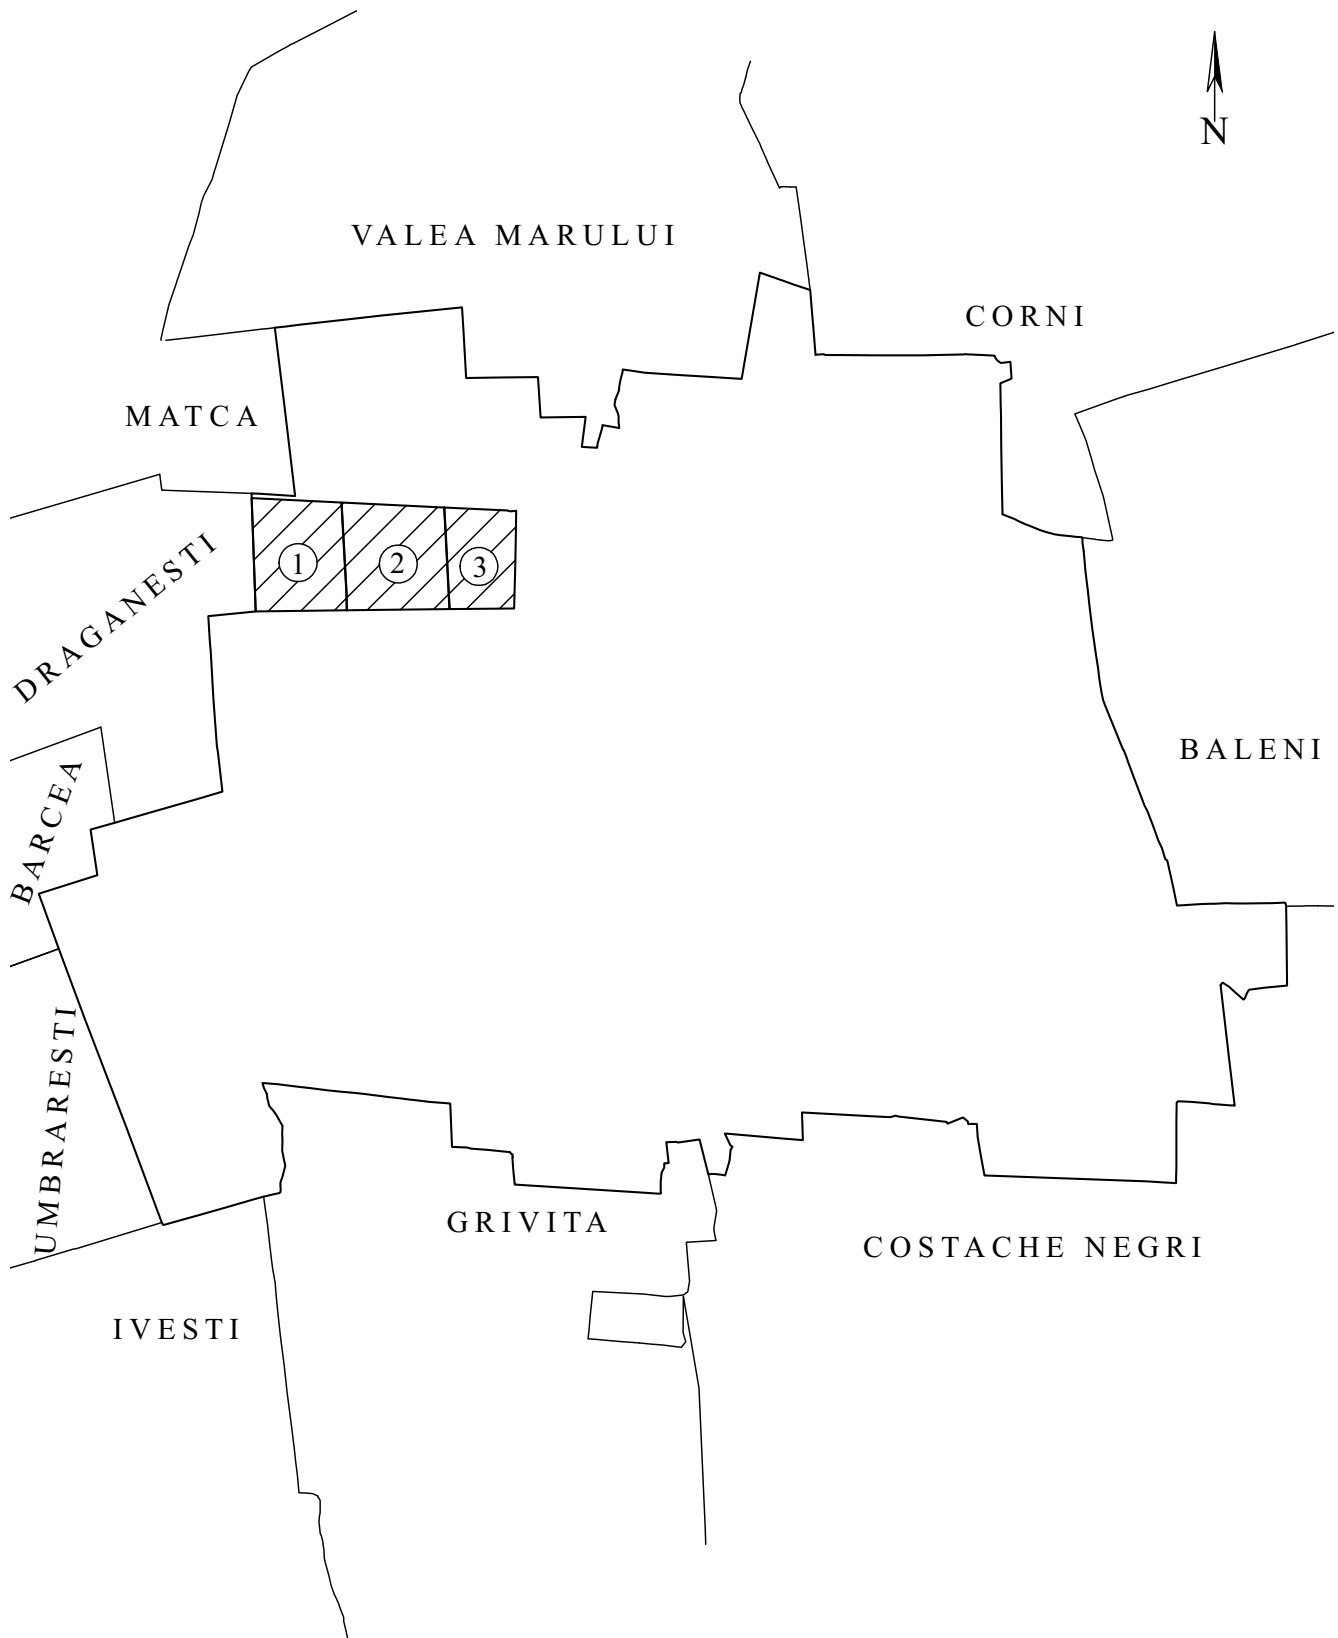 N
VALEA MARULUI
CORNI
MATCA
DRAGANESTI
1
2
3
BALENI
BARCEA
UMBRARESTI
GRIVITA
COSTACHE NEGRI
IVESTI